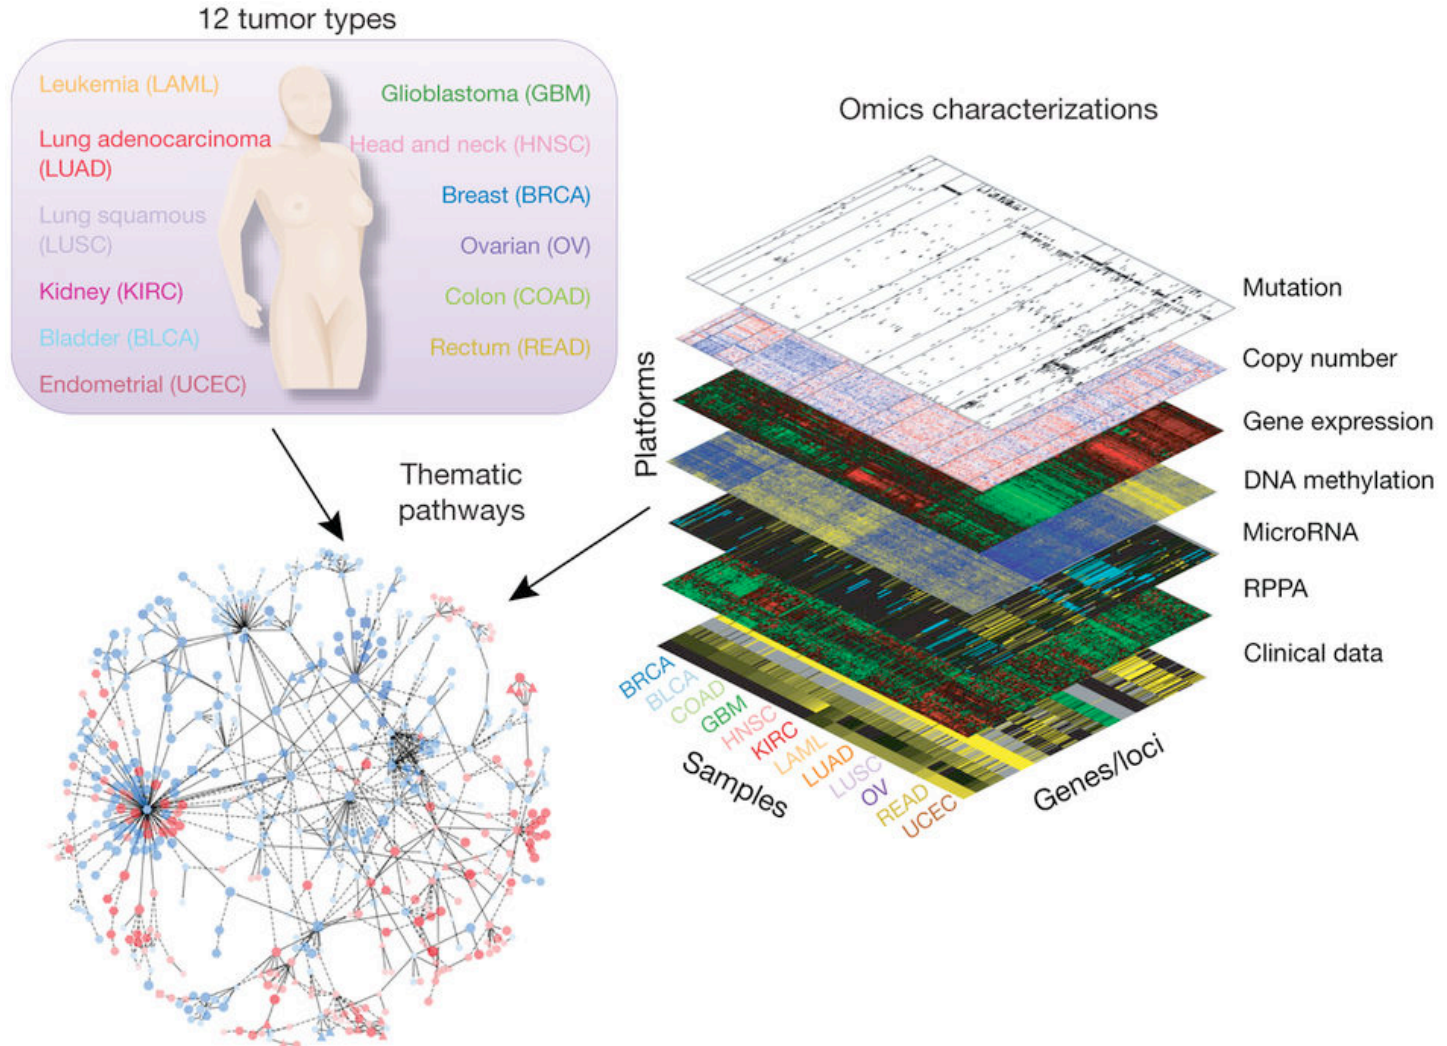 12 tumor types
Leukemia (LAML)
Lung adenocarcinoma
(LUAD)
Lung squamous
(LUSC)
Kidney (KIRC)
Bladder (BLCA)
Endometrial (UCEC)
Glioblastoma (GBM)
Head and neck (HNSC)
Breast (BRCA)
Ovarian (OV)
Colon (COAD)
Rectum (READ)
Thematic
pathways
Omics characterizations
Platforms
Mutation
Copy number
Gene expression
DNA methylation
MicroRNA
RPPA
Clinical data
BRCA
BLCA
COAD
GBM
HNSC
KIRC
LAML
LUAD
LUSC
OV
READ
UCEC
Samples
Genes/loci